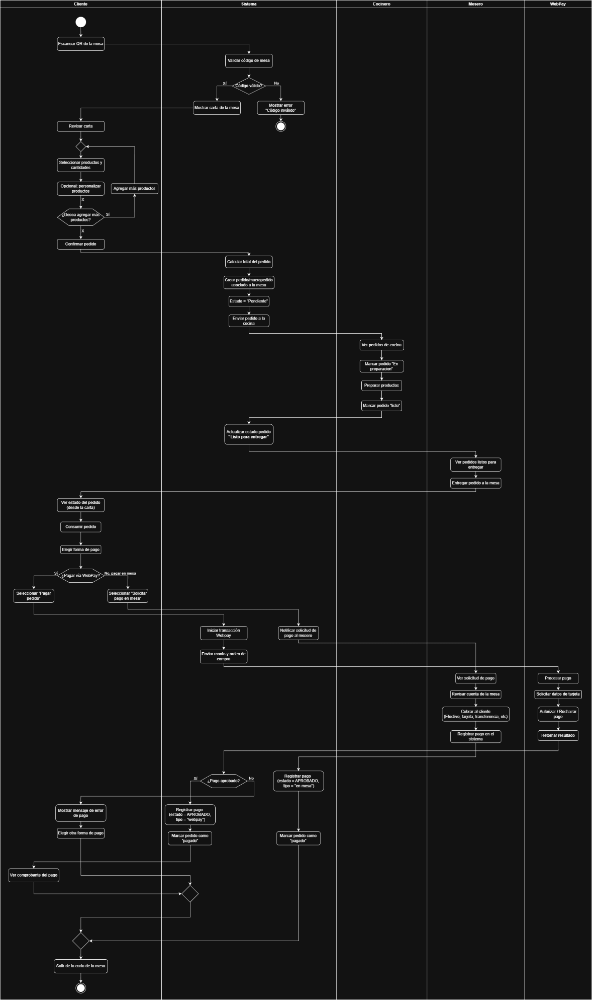 Cliente
Sistema
Cocinero
Mesero
WebPay
Escanear QR de la mesa
Validar código de mesa
Código válido?
Sí
No
Mostrar carta de la mesa
Mostrar error
"Código inválido"
Revisar carta
Seleccionar productos y
cantidades
Opcional: personalizar
productos
Agregar más productos
X
¿Desea agregar más
productos?
Sí
X
Confirmar pedido
Calcular total del pedido
Crear pedido/macropedido
asociado a la mesa
Estado = "Pendiente"
Enviar pedido a la
cocina
Ver pedidos de cocina
Marcar pedido "En
preparacion"
Preparar productos
Marcar pedido "listo"
Actualizar estado pedido
"Listo para entregar"
Ver pedidos listos para
entregar
Entregar pedido a la mesa
Ver estado del pedido
(desde la carta)
Consumir pedido
Elegir forma de pago
¿Pagar vía WebPay?
Sí
No, pagar en mesa
Seleccionar "Pagar
pedido"
Seleccionar "Solicitar
pago en mesa"
Iniciar transacción
Webpay
Notificar solicitud de
pago al mesero
Enviar monto y orden de
compra
Ver solicitud de pago
Procesar pago
Revisar cuenta de la mesa
Solicitar datos de tarjeta
Cobrar al cliente
(Efectivo, tarjeta, transferencia, etc)
Autorizar / Rechazar
pago
Registrar pago en el
sistema
Retornar resultado
¿Pago aprobado?
Sí
No
Registrar pago
(estado = APROBADO,
tipo = "en mesa")
Mostrar mensaje de error
de pago
Registrar pago
(estado = APROBADO,
tipo = "webpay")
Elegir otra forma de pago
Marcar pedido como
"pagado"
Marcar pedido como
"pagado"
Ver comprobante del pago
Salir de la carta de la mesa